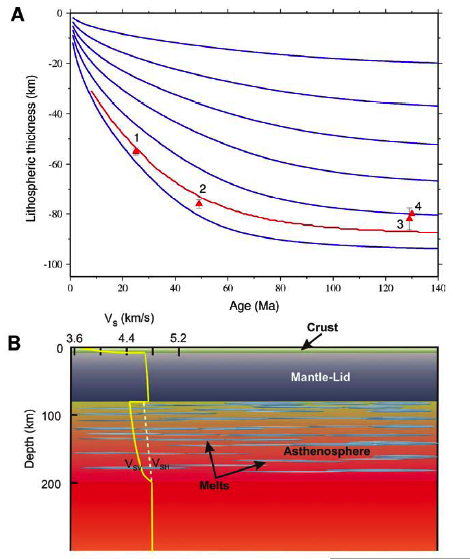 A
Lithospheric thickness (km)
0
-20
-40
-60
-80
-100
1
2
3
4
0 20 40 60 80 100 120 140
Age (Ma)
B
Vs (km/s)
3.6 4.4 5.2
Crust
Depth (km)
0
100
200
Mantle-Lid
Asthenosphere
VSV VSH
Melts